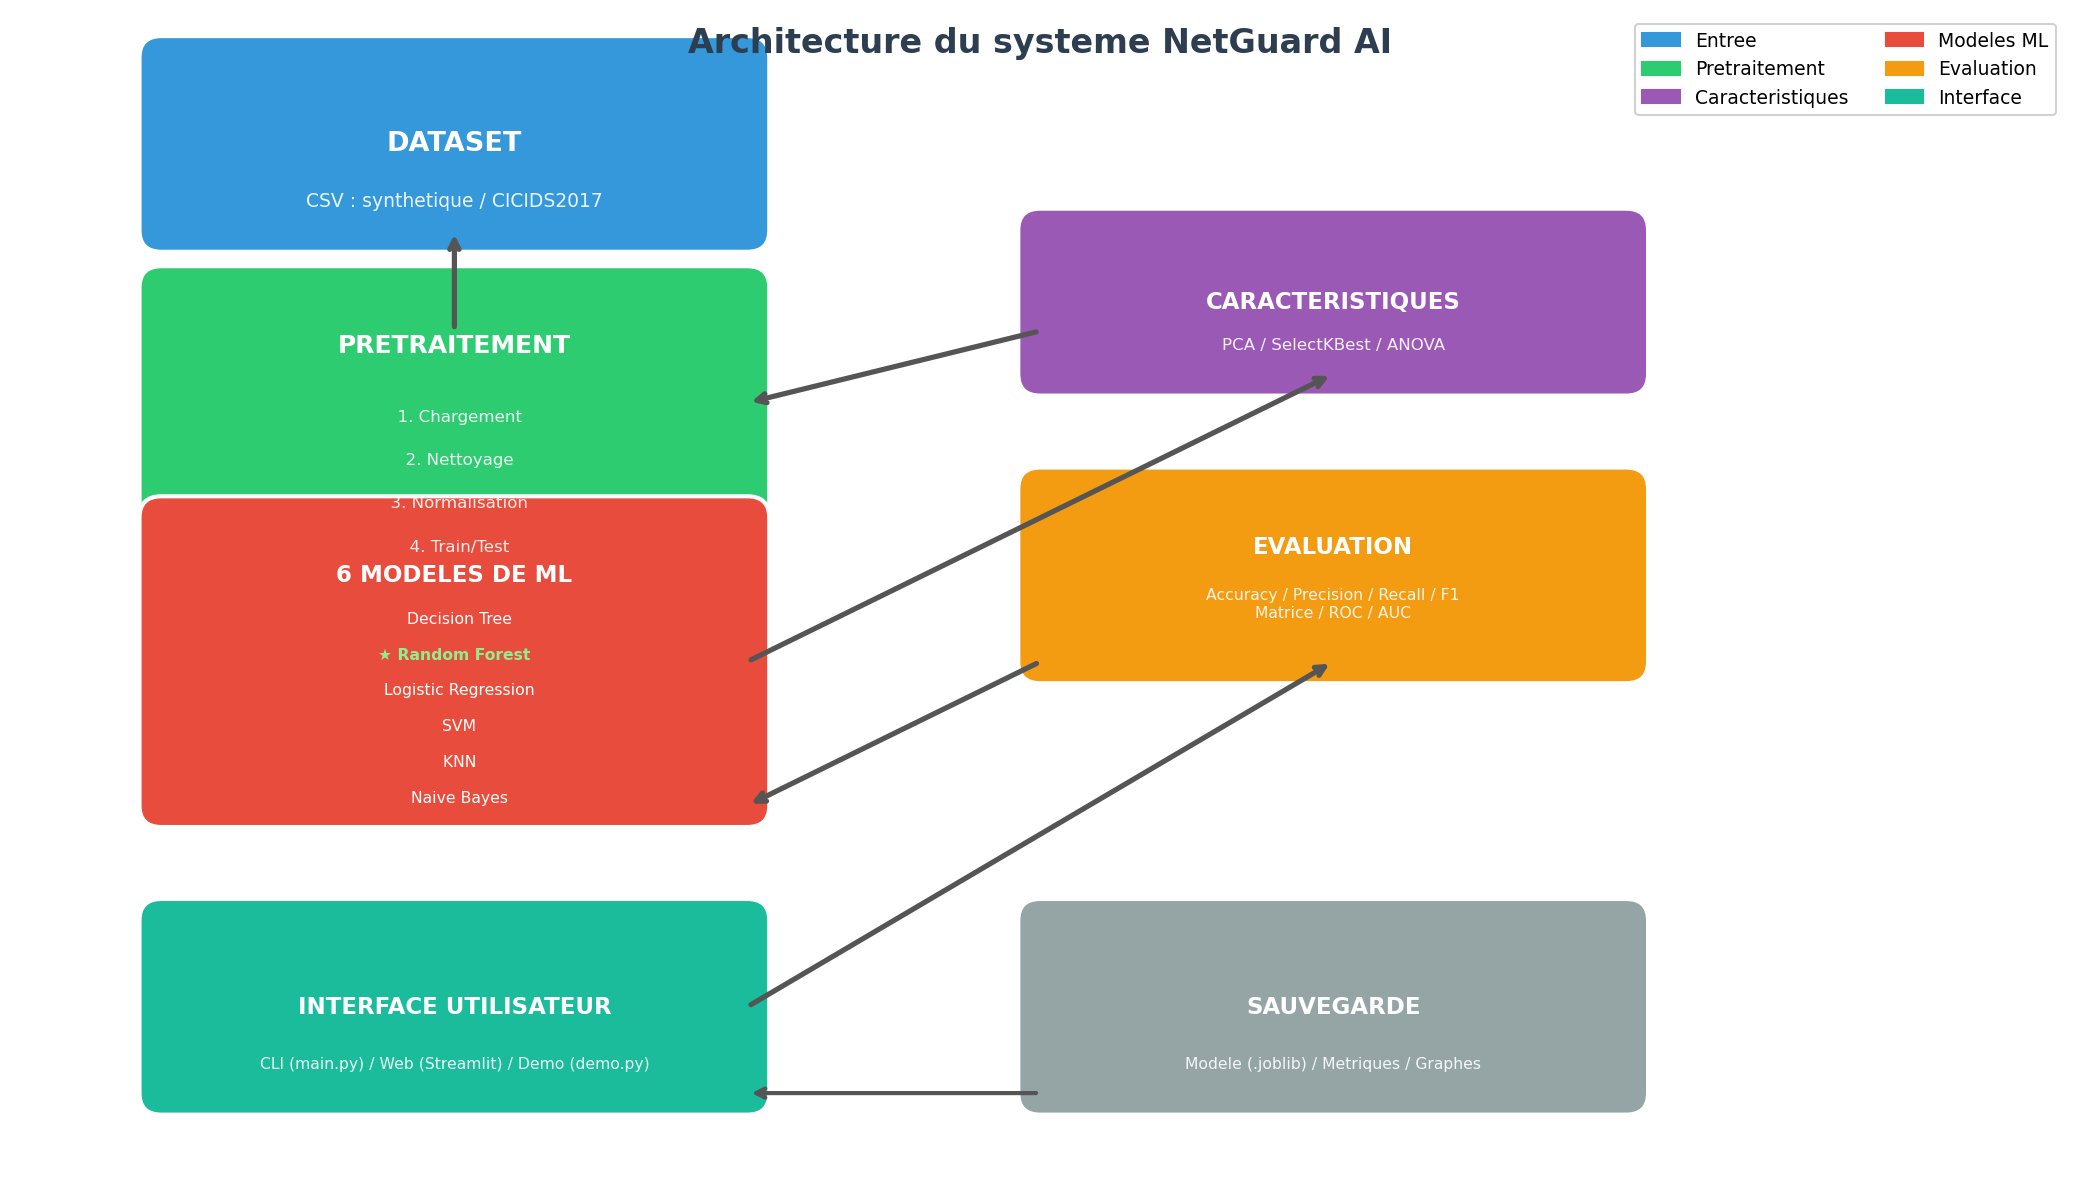 Architecture du systeme NetGuard AI
Entree
Pretraitement
Caracteristiques
Modeles ML
Evaluation
Interface
DATASET
CSV : synthetique / CICIDS2017
PRETRAITEMENT
1. Chargement
2. Nettoyage
3. Normalisation
4. Train/Test
CARACTERISTIQUES
PCA / SelectKBest / ANOVA
6 MODELES DE ML
Decision Tree
★ Random Forest
Logistic Regression
SVM
KNN
Naive Bayes
EVALUATION
Accuracy / Precision / Recall / F1
Matrice / ROC / AUC
INTERFACE UTILISATEUR
CLI (main.py) / Web (Streamlit) / Demo (demo.py)
SAUVEGARDE
Modele (.joblib) / Metriques / Graphes